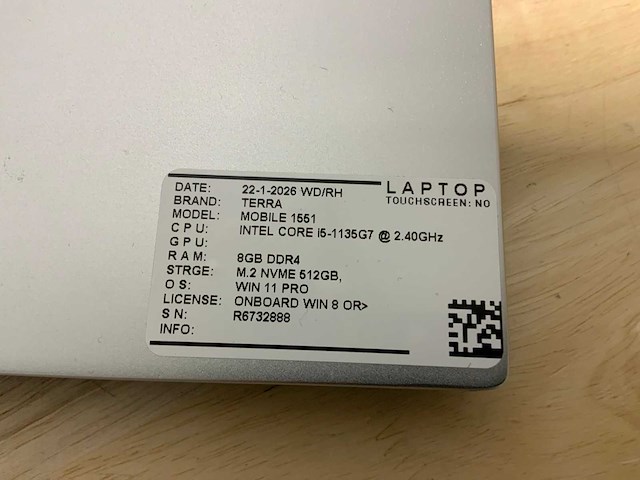 LAPTOP
TOUCHSCREEN: NO
DATE: 22-1-2026 WD/RH
BRAND: TERRA
MODEL: MOBILE 1551
CPU: INTEL CORE i5-1135G7 @ 2.40GHz
GPU:
RAM: 8GB DDR4
STRGE: M.2 NVME 512GB,
OS: WIN 11 PRO
LICENSE: ONBOARD WIN 8 OR>
SN: R6732888
INFO: